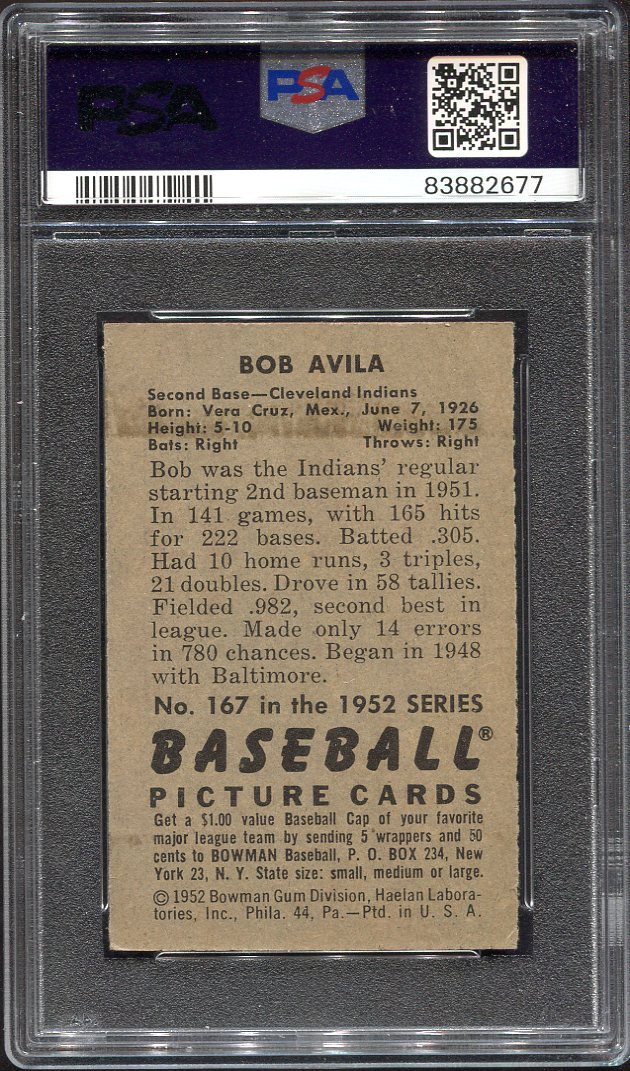 PSA
PSA
83882677
BOB AVILA
Second Base—Cleveland Indians
Born: Vera Cruz, Mex., June 7, 1926
Height: 5-10 Weight: 175
Bats: Right Throws: Right
Bob was the Indians' regular
starting 2nd baseman in 1951.
In 141 games, with 165 hits
for 222 bases. Batted .305.
Had 10 home runs, 3 triples,
21 doubles. Drove in 58 tallies.
Fielded .982, second best in
league. Made only 14 errors
in 780 chances. Began in 1948
with Baltimore.
No. 167 in the 1952 SERIES
BASEBALL®
PICTURE CARDS
Get a $1.00 value Baseball Cap of your favorite
major league team by sending 5 wrappers and 50
cents to BOWMAN Baseball, P. O. BOX 234, New
York 23, N. Y. State size: small, medium or large.
© 1952 Bowman Gum Division, Haelan Labora-
tories, Inc., Phila. 44, Pa.—Ptd. in U. S. A.